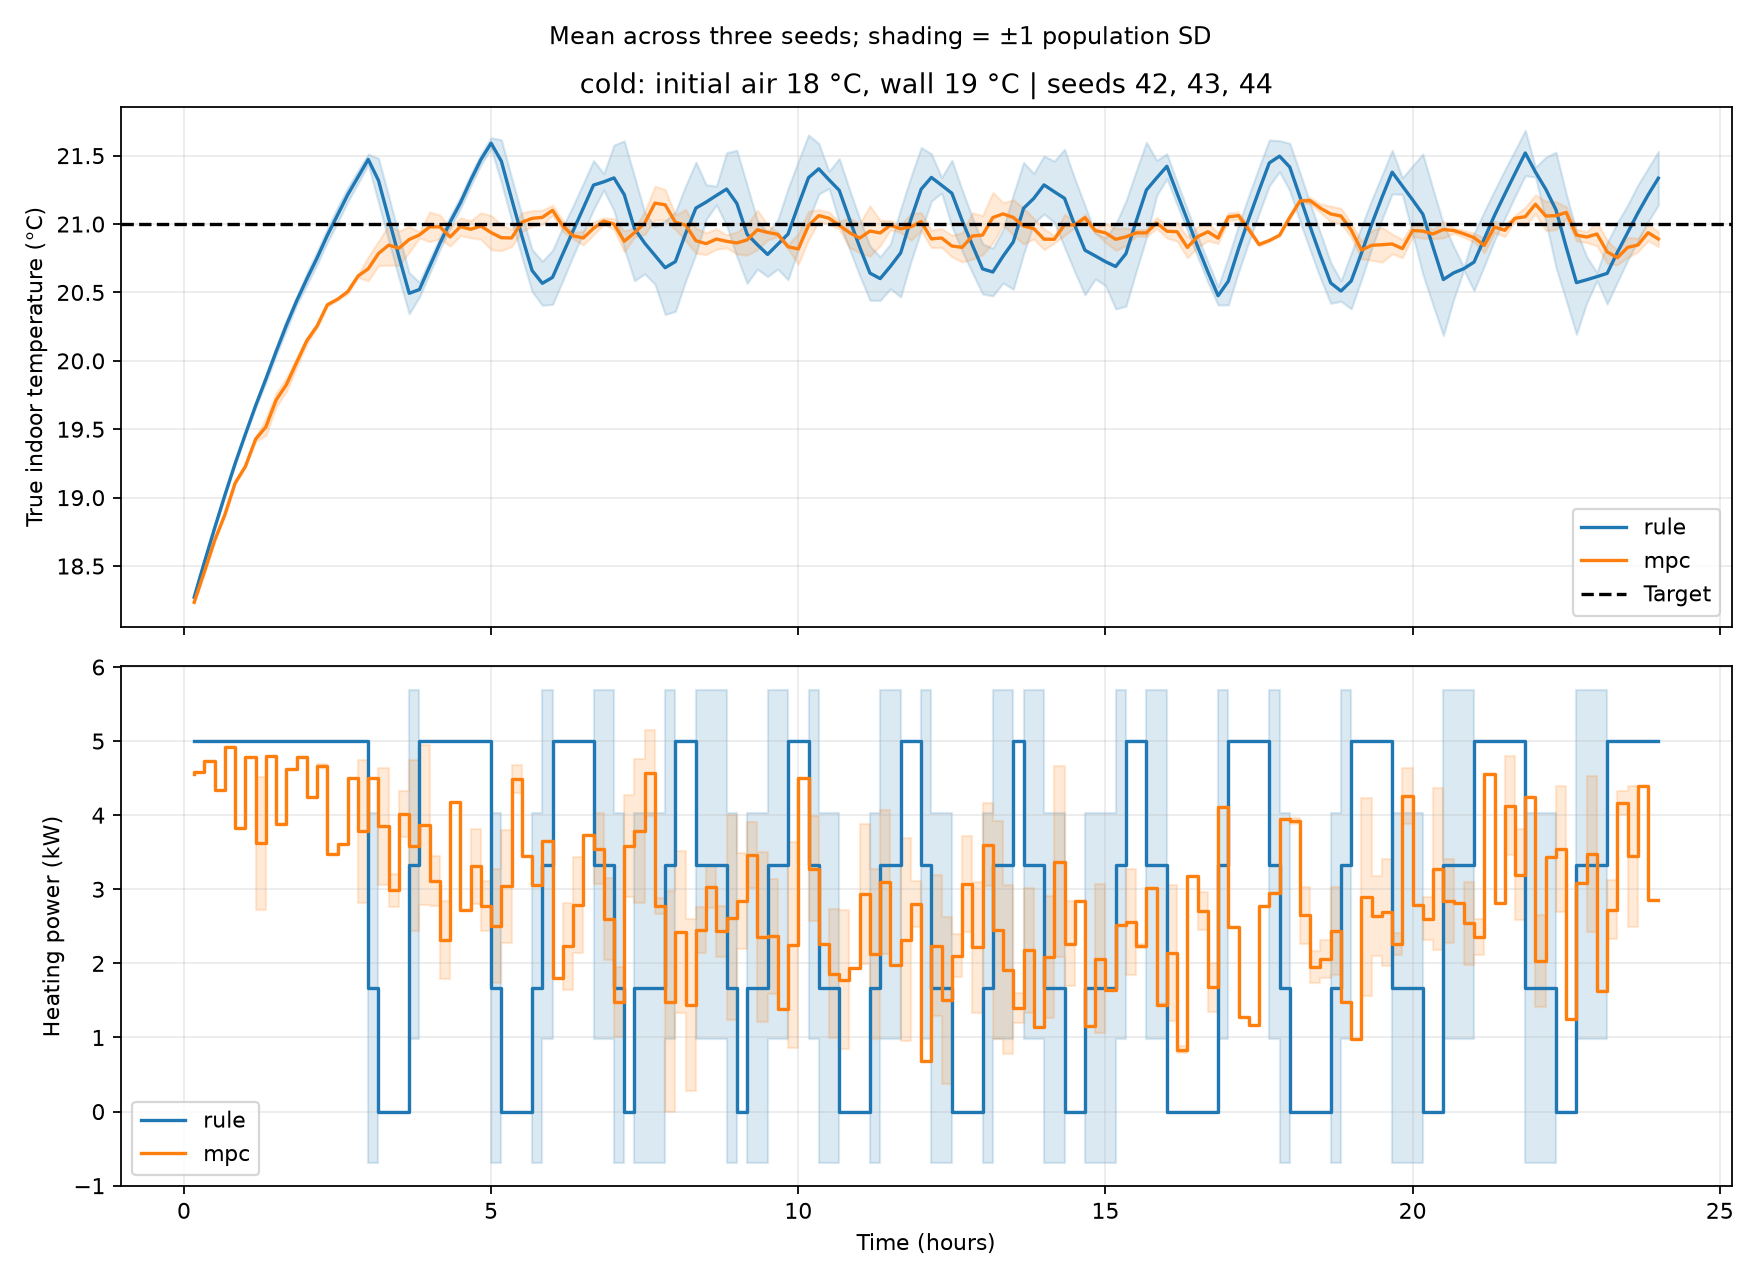 Mean across three seeds; shading = ±1 population SD
cold: initial air 18 °C, wall 19 °C | seeds 42, 43, 44
True indoor temperature (°C)
21.5
21.0
20.5
20.0
19.5
19.0
18.5
rule
mpc
Target
Heating power (kW)
6
5
4
3
2
1
0
−1
rule
mpc
0
5
10
15
20
25
Time (hours)